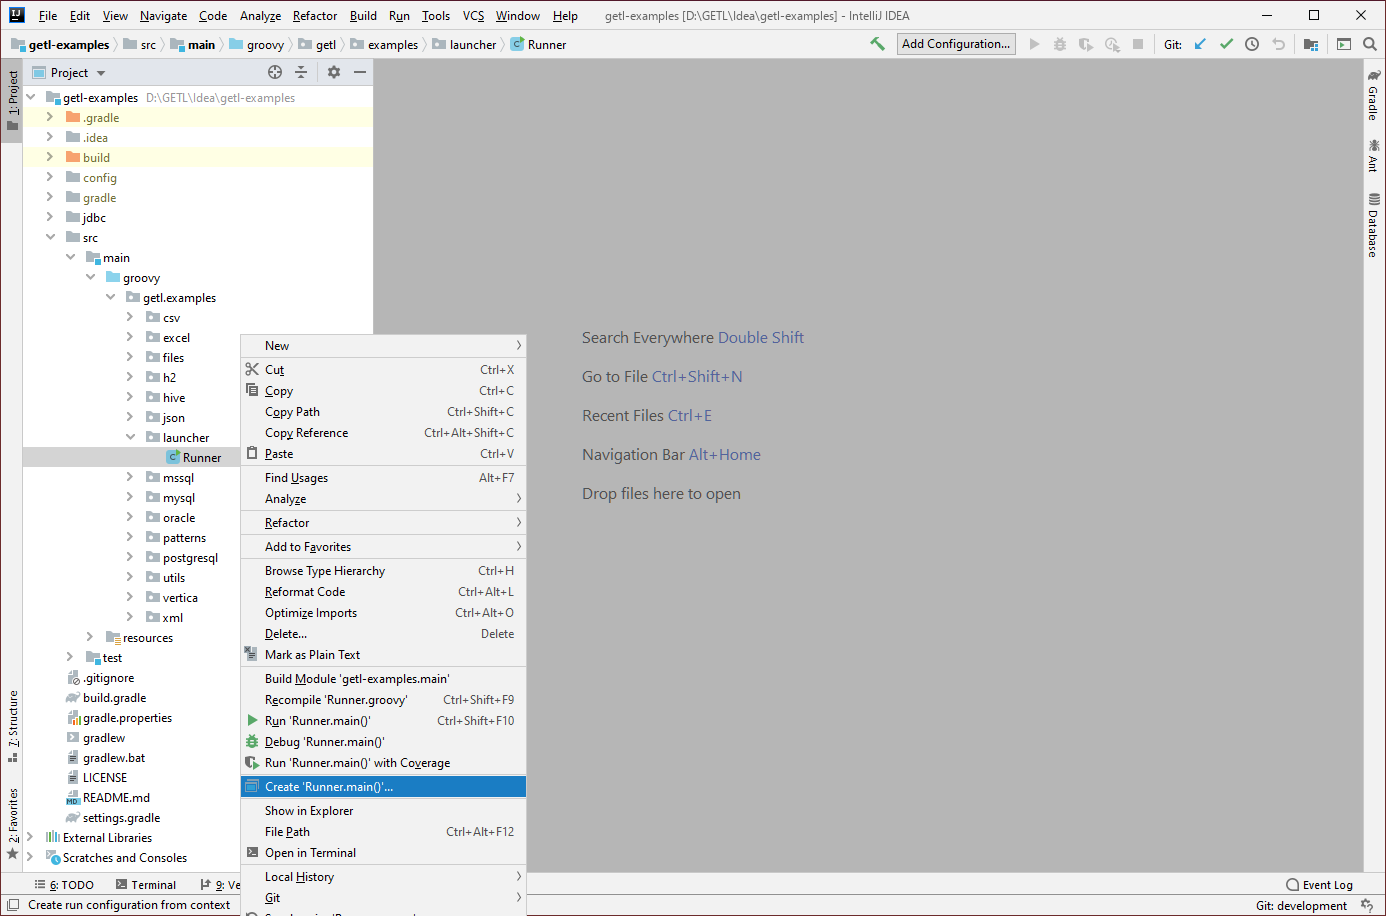 File Edit View Navigate Code Analyze Refactor Build Run Tools VCS Window Help getl-examples [D:\GETL\Idea\getl-examples] - IntelliJ IDEA
getl-examples src main groovy getl examples launcher Runner Add Configuration... Git:
Project
1: Project
7: Structure
2: Favorites
getl-examples D:\GETL\Idea\getl-examples
.gradle
.idea
build
config
gradle
jdbc
src
main
groovy
getl.examples
csv
excel
files
h2
hive
json
launcher
Runner
mssql
mysql
oracle
patterns
postgresql
utils
vertica
xml
resources
test
.gitignore
build.gradle
gradle.properties
gradlew
gradlew.bat
LICENSE
README.md
settings.gradle
External Libraries
Scratches and Consoles
New
Cut Ctrl+X
Copy Ctrl+C
Copy Path Ctrl+Shift+C
Copy Reference Ctrl+Alt+Shift+C
Paste Ctrl+V
Find Usages Alt+F7
Analyze
Refactor
Add to Favorites
Browse Type Hierarchy Ctrl+H
Reformat Code Ctrl+Alt+L
Optimize Imports Ctrl+Alt+O
Delete... Delete
Mark as Plain Text
Build Module 'getl-examples.main'
Recompile 'Runner.groovy' Ctrl+Shift+F9
Run 'Runner.main()' Ctrl+Shift+F10
Debug 'Runner.main()'
Run 'Runner.main()' with Coverage
Create 'Runner.main()'...
Show in Explorer
File Path Ctrl+Alt+F12
Open in Terminal
Local History
Git
Search Everywhere Double Shift
Go to File Ctrl+Shift+N
Recent Files Ctrl+E
Navigation Bar Alt+Home
Drop files here to open
Gradle
Ant
Database
6: TODO Terminal 9: Ve Event Log
Create run configuration from context Git: development